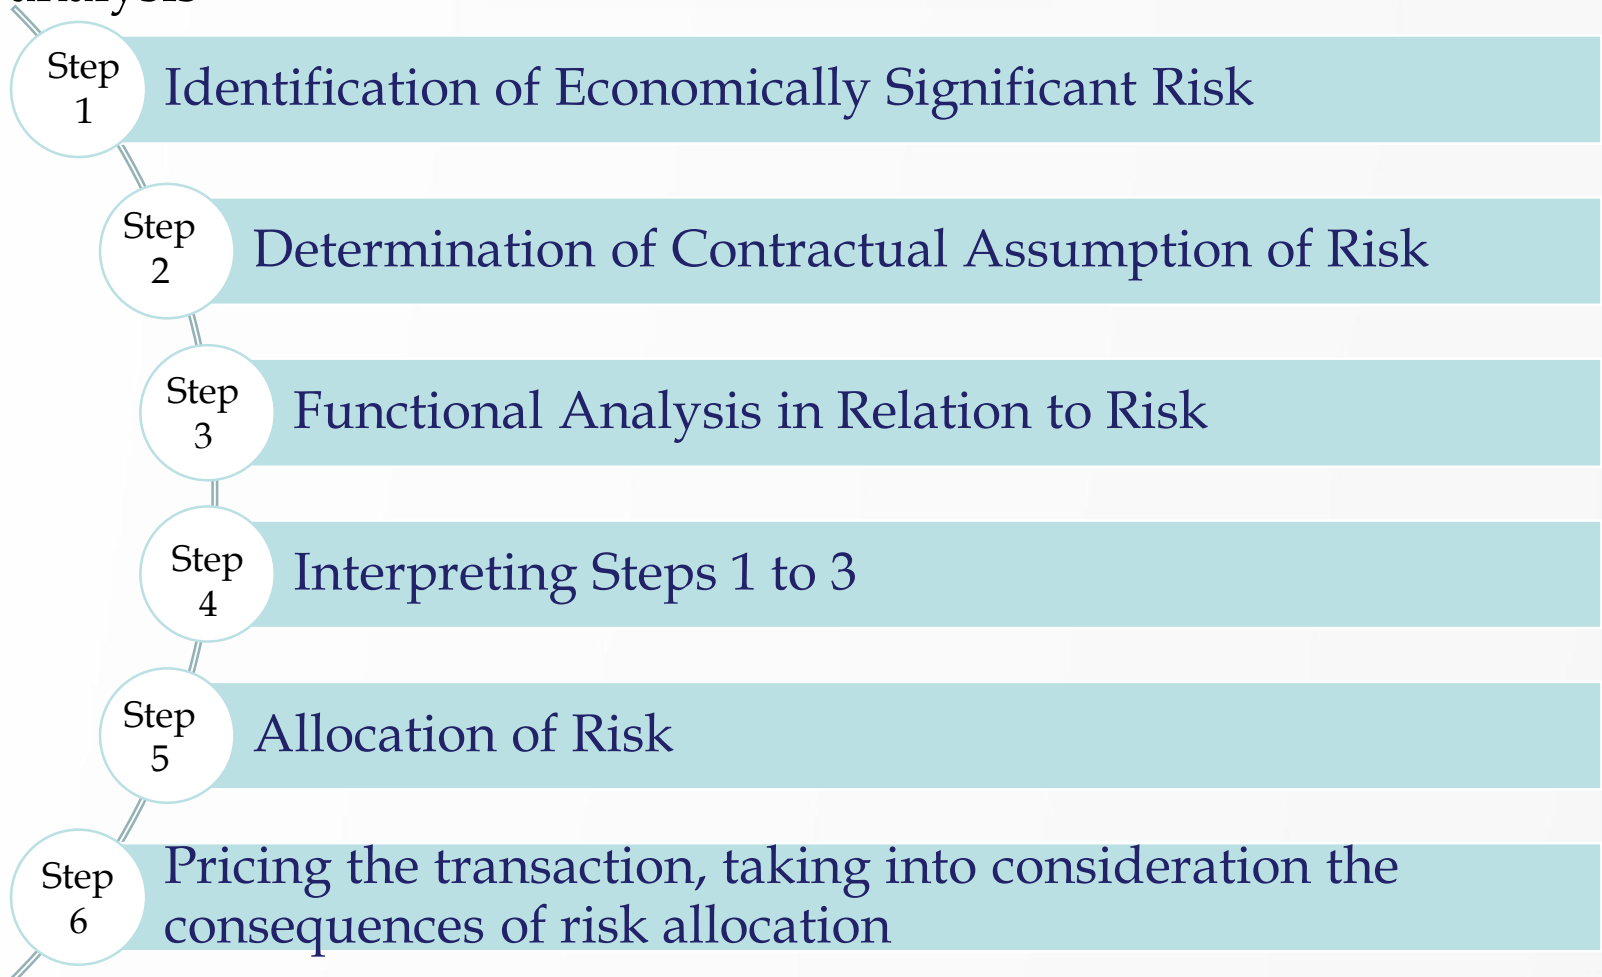 analysis
Step
1
Identification of Economically Significant Risk
Step
2
Determination of Contractual Assumption of Risk
Step
3
Functional Analysis in Relation to Risk
Step
4
Interpreting Steps 1 to 3
Step
5
Allocation of Risk
Step
6
Pricing the transaction, taking into consideration the
consequences of risk allocation